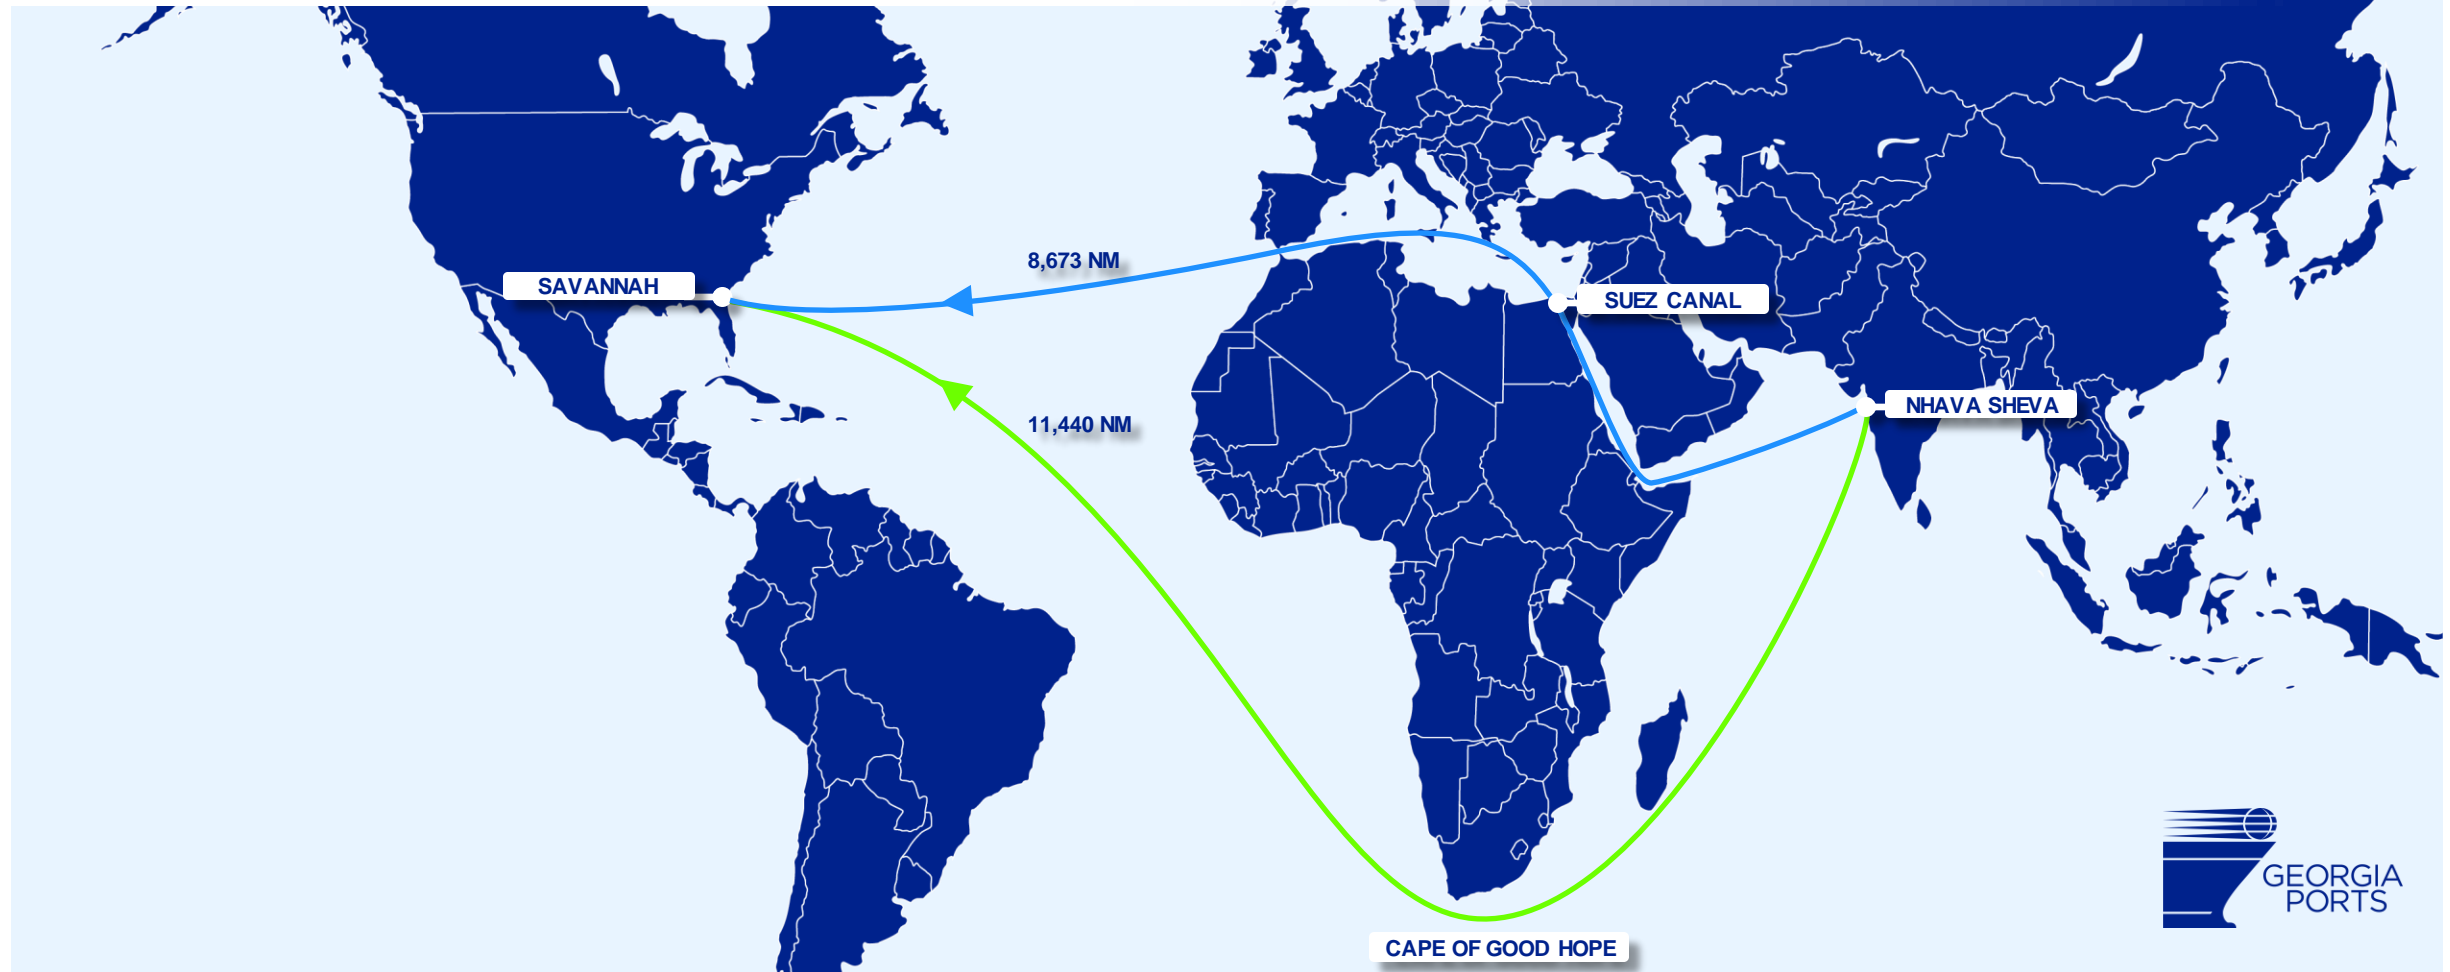 8,673 NM
SAVANNAH
SUEZ CANAL
NHAVA SHEVA
11,440 NM
GEORGIA
PORTS
CAPE OF GOOD HOPE